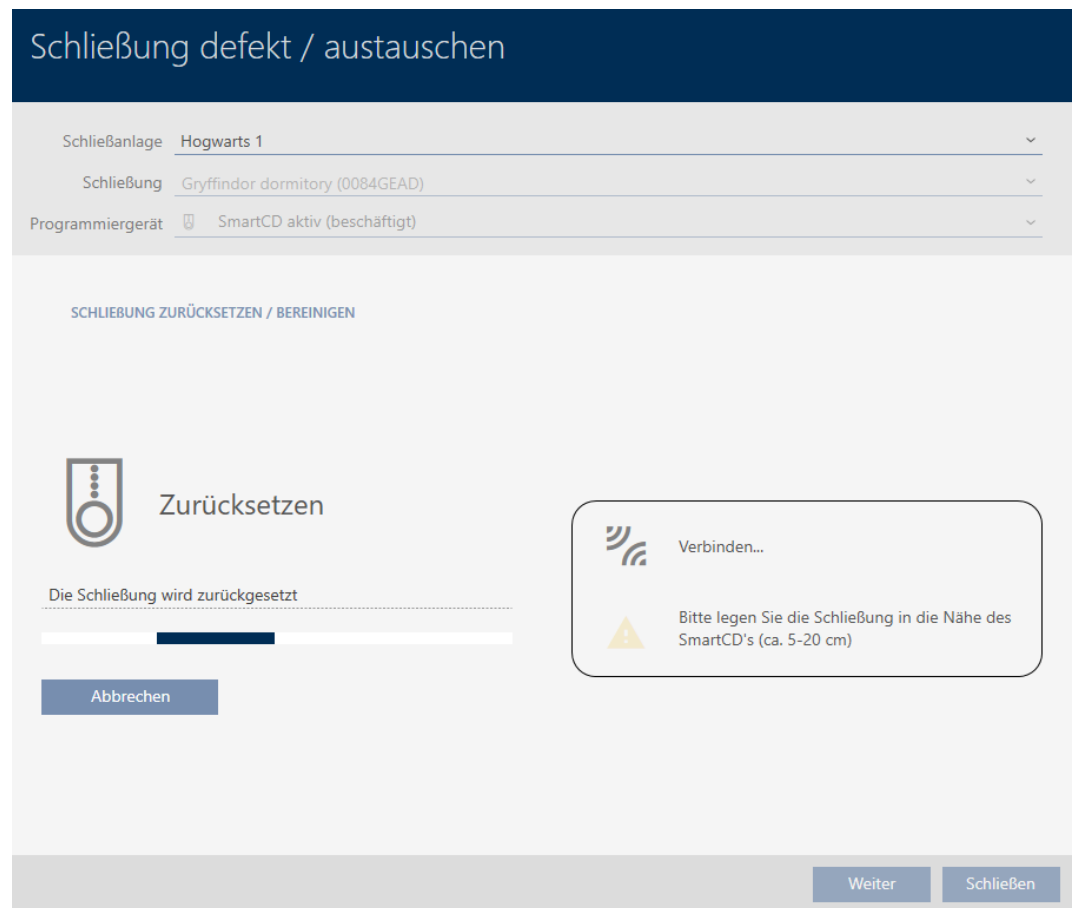 Schließung defekt / austauschen
Schließanlage Hogwarts 1
Schließung Gryffindor dormitory (0084GEAD)
Programmiergerät SmartCD aktiv (beschäftigt)
SCHLIEßUNG ZURÜCKSETZEN / BEREINIGEN
Zurücksetzen
Die Schließung wird zurückgesetzt
Abbrechen
Verbinden...
Bitte legen Sie die Schließung in die Nähe des
SmartCD's (ca. 5-20 cm)
Weiter Schließen